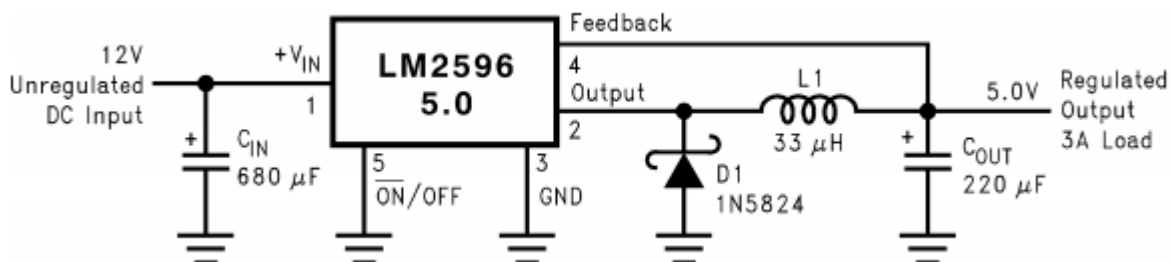 Feedback
12V
Unregulated
DC Input
+VIN
1
LM2596
5.0
4
Output
2
L1
33 μH
5.0V
Regulated
Output
3A Load
+
CIN
680 μF
5
ON/OFF
3
GND
D1
1N5824
+
COUT
220 μF